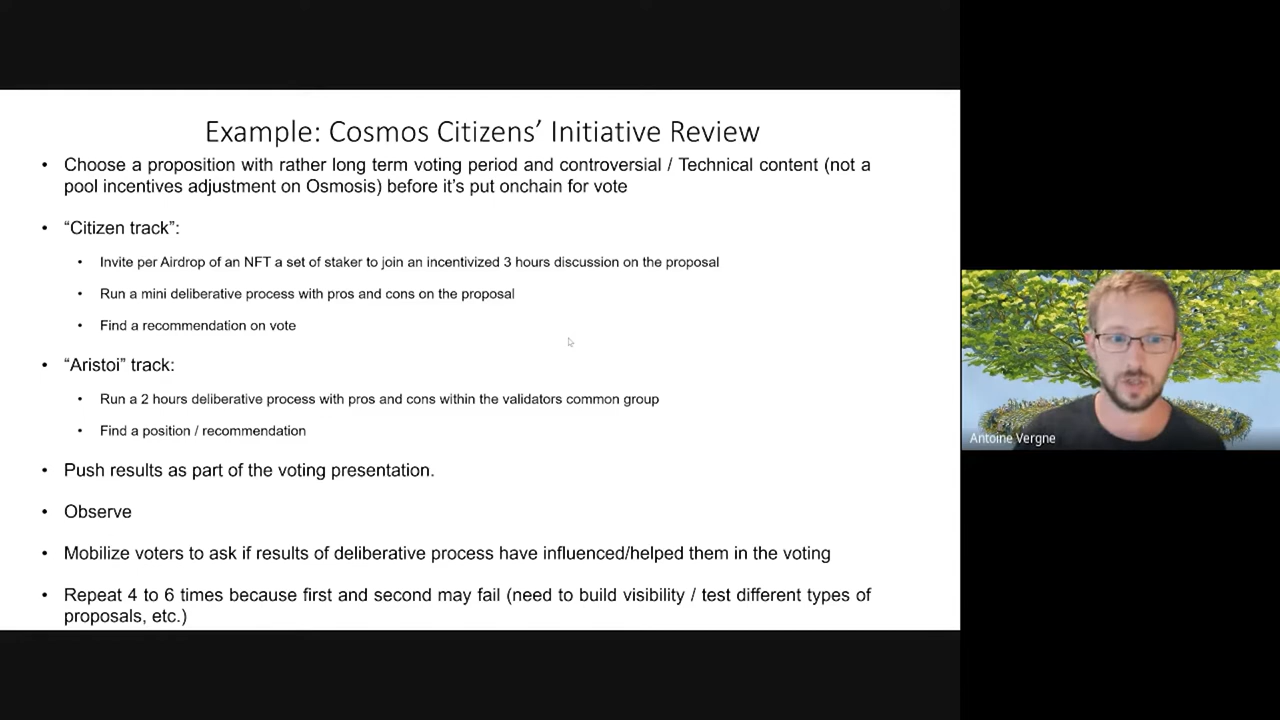 Example: Cosmos Citizens’ Initiative Review
• Choose a proposition with rather long term voting period and controversial / Technical content (not a
pool incentives adjustment on Osmosis) before it’s put onchain for vote
• “Citizen track”:
• Invite per Airdrop of an NFT a set of staker to join an incentivized 3 hours discussion on the proposal
• Run a mini deliberative process with pros and cons on the proposal
• Find a recommendation on vote
• “Aristoi” track:
• Run a 2 hours deliberative process with pros and cons within the validators common group
• Find a position / recommendation
• Push results as part of the voting presentation.
• Observe
• Mobilize voters to ask if results of deliberative process have influenced/helped them in the voting
• Repeat 4 to 6 times because first and second may fail (need to build visibility / test different types of
proposals, etc.)
Antoine Vergne